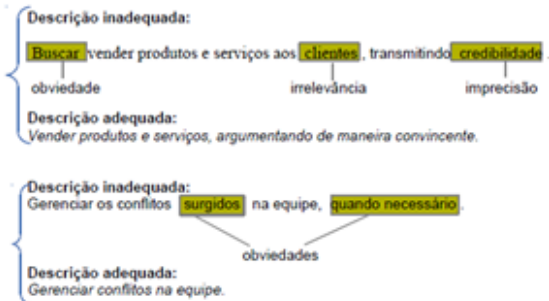 Descrição inadequada:
Buscar vender produtos e serviços aos clientes, transmitindo credibilidade.
obviedade irrelevância imprecisão
Descrição adequada:
Vender produtos e serviços, argumentando de maneira convincente.
Descrição inadequada:
Gerenciar os conflitos surgidos na equipe, quando necessário.
obviedades
Descrição adequada:
Gerenciar conflitos na equipe.